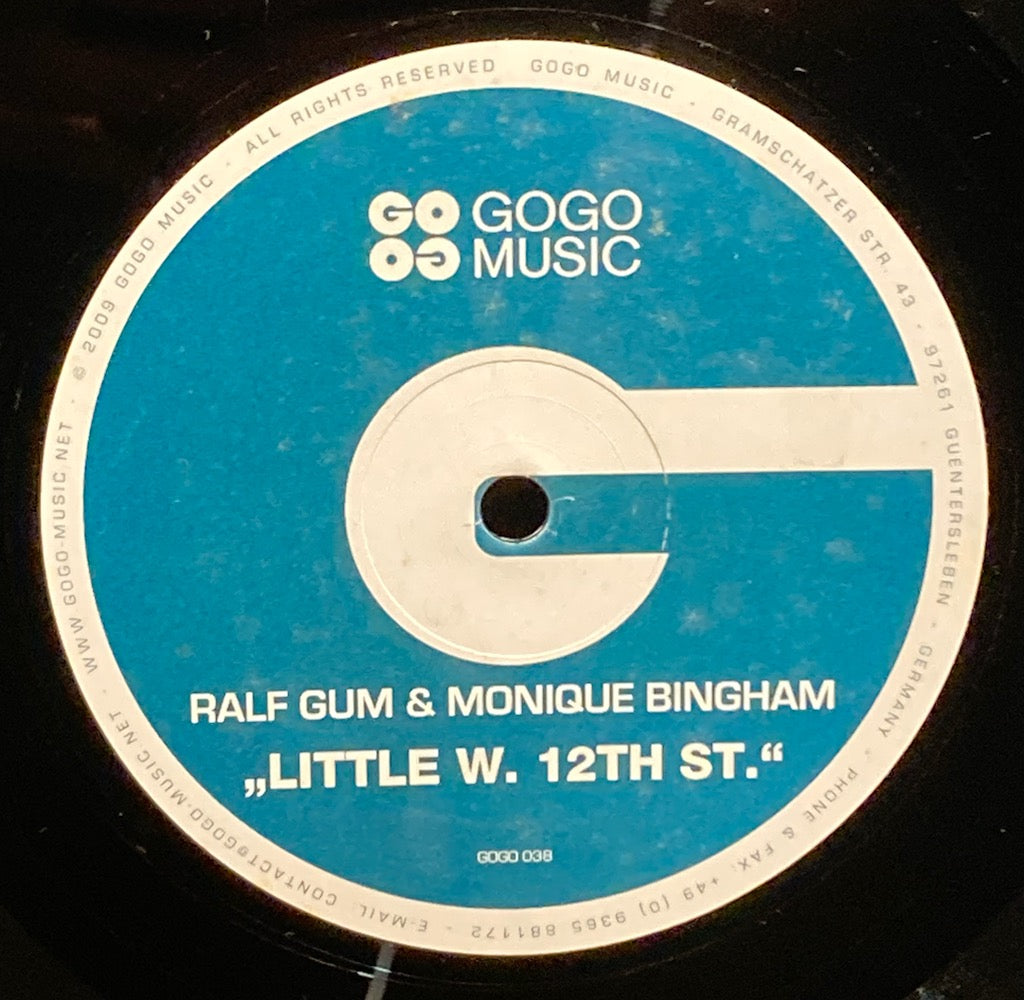 GOGO MUSIC · GRAMSCHATZER STR. 43 · 97261 GUENTERSLEBEN · GERMANY · PHONE & FAX: +49 (0) 9365 881172 · E-MAIL: CONTACT@GOGO-MUSIC.NET · WWW.GOGO-MUSIC.NET · © 2009 GOGO MUSIC · ALL RIGHTS RESERVED
GO GOGO
OG MUSIC
RALF GUM & MONIQUE BINGHAM
„LITTLE W. 12TH ST.“
GOGO 038